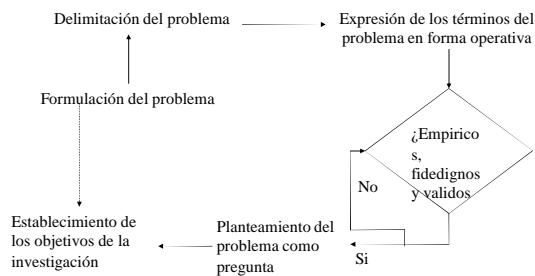 Delimitación del problema
Expresión de los términos del
problema en forma operativa
Formulación del problema
¿Empirico
s,
fidedignos
y validos
No
Si
Planteamiento del
problema como
pregunta
Establecimiento de
los objetivos de la
investigación